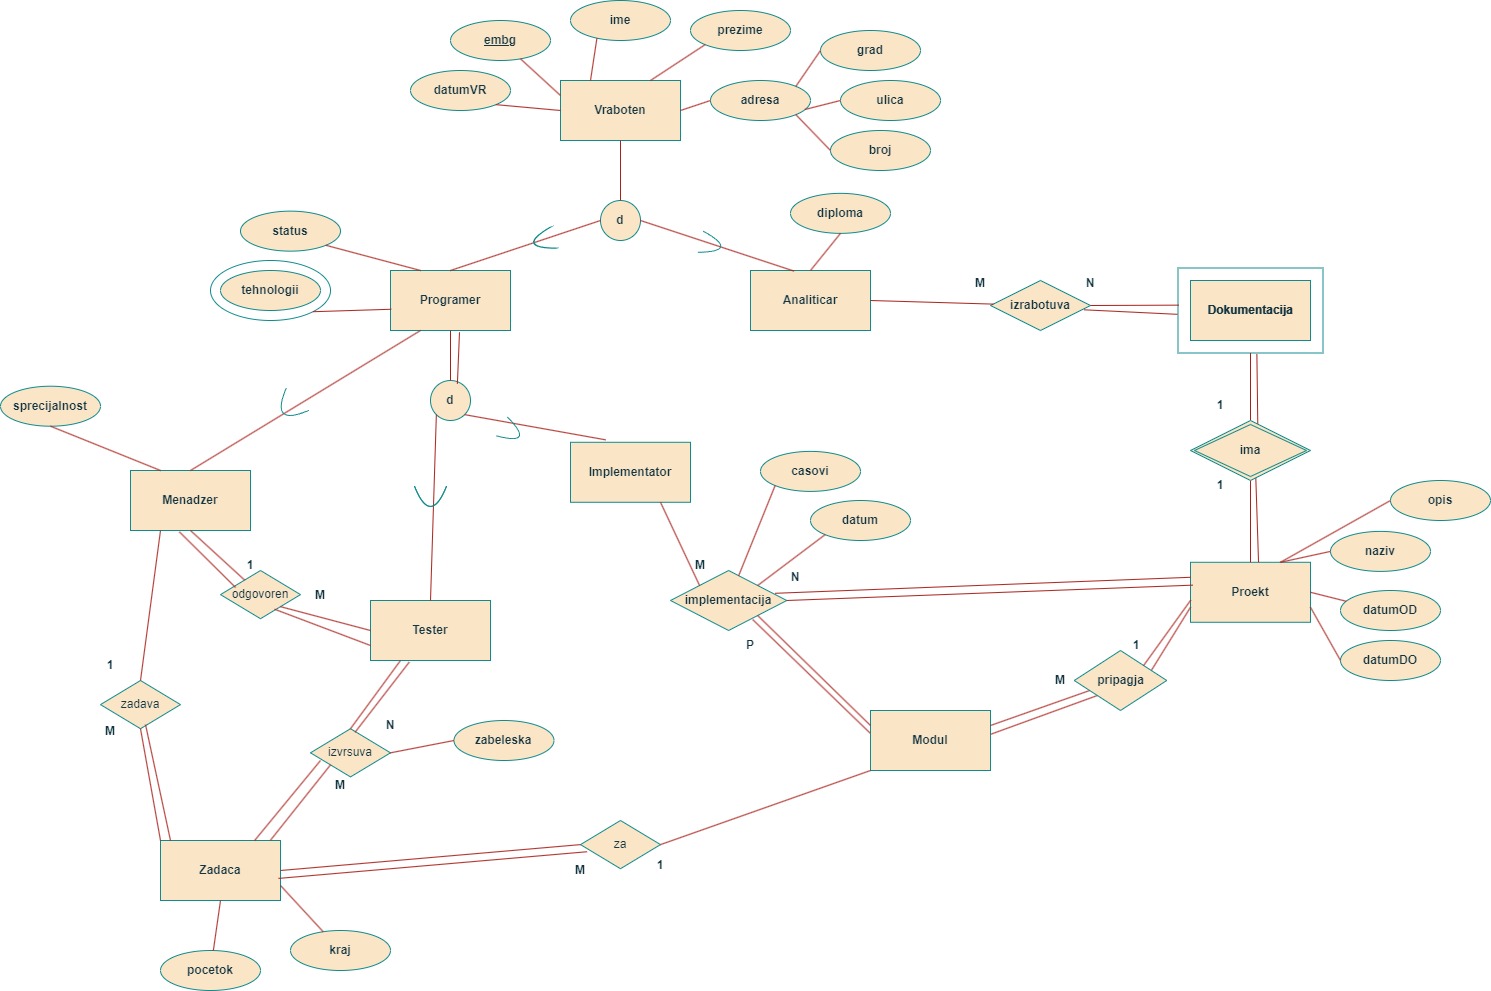 ime
prezime
embg
grad
datumVR
adresa
ulica
Vraboten
broj
diploma
d
status
tehnologii
Programer
Analiticar
M
N
izrabotuva
Dokumentacija
sprecijalnost
d
1
ima
1
Implementator
casovi
Menadzer
datum
opis
naziv
1
M
N
odgovoren
M
implementacija
Proekt
datumOD
Tester
P
1
datumDO
1
M
pripagja
zadava
M
N
izvrsuva
zabeleska
Modul
M
za
M
1
Zadaca
pocetok
kraj